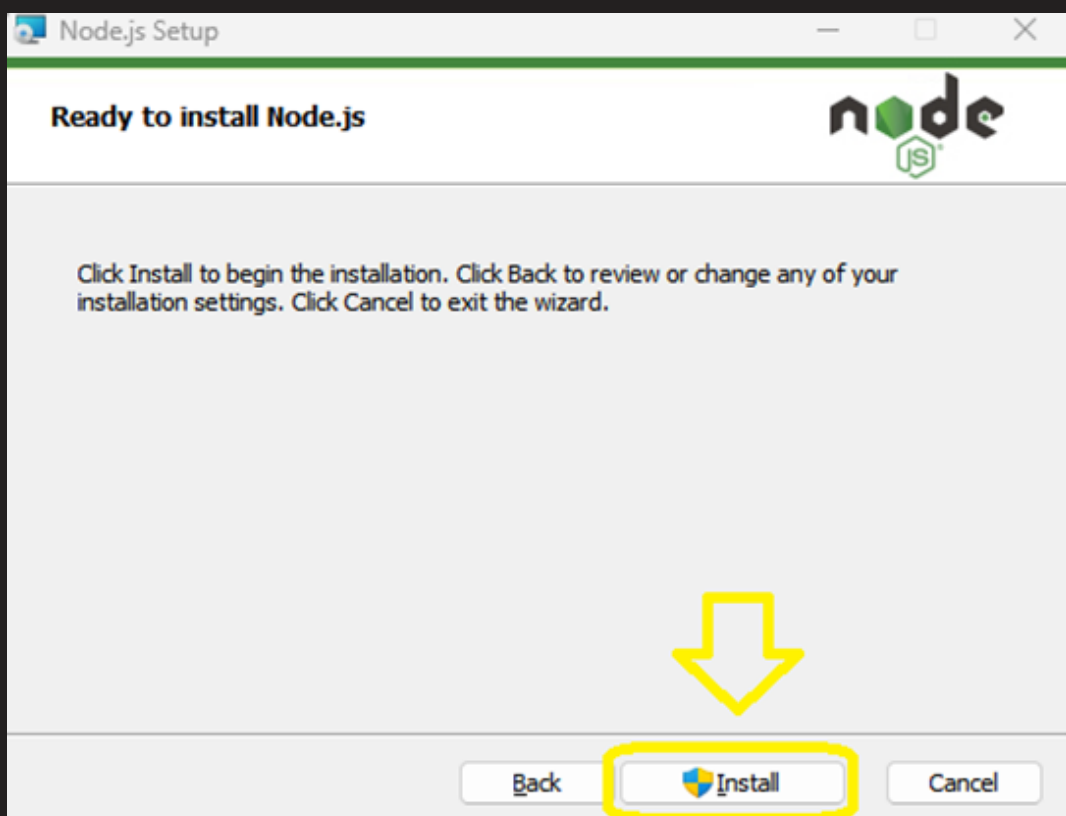 Node.js Setup
Ready to install Node.js
node
JS
Click Install to begin the installation. Click Back to review or change any of your
installation settings. Click Cancel to exit the wizard.
Back
Install
Cancel